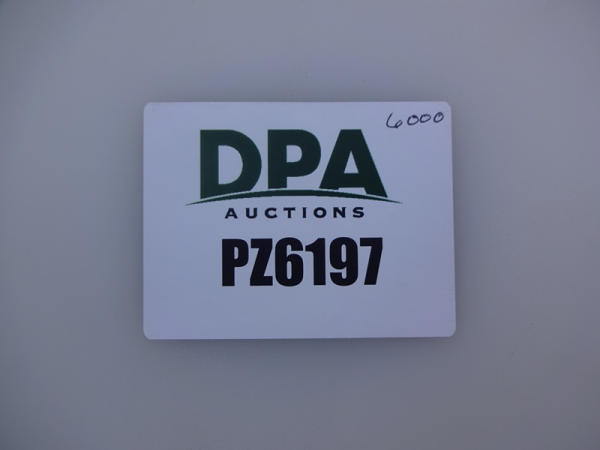 6000
DPA
AUCTIONS
PZ6197